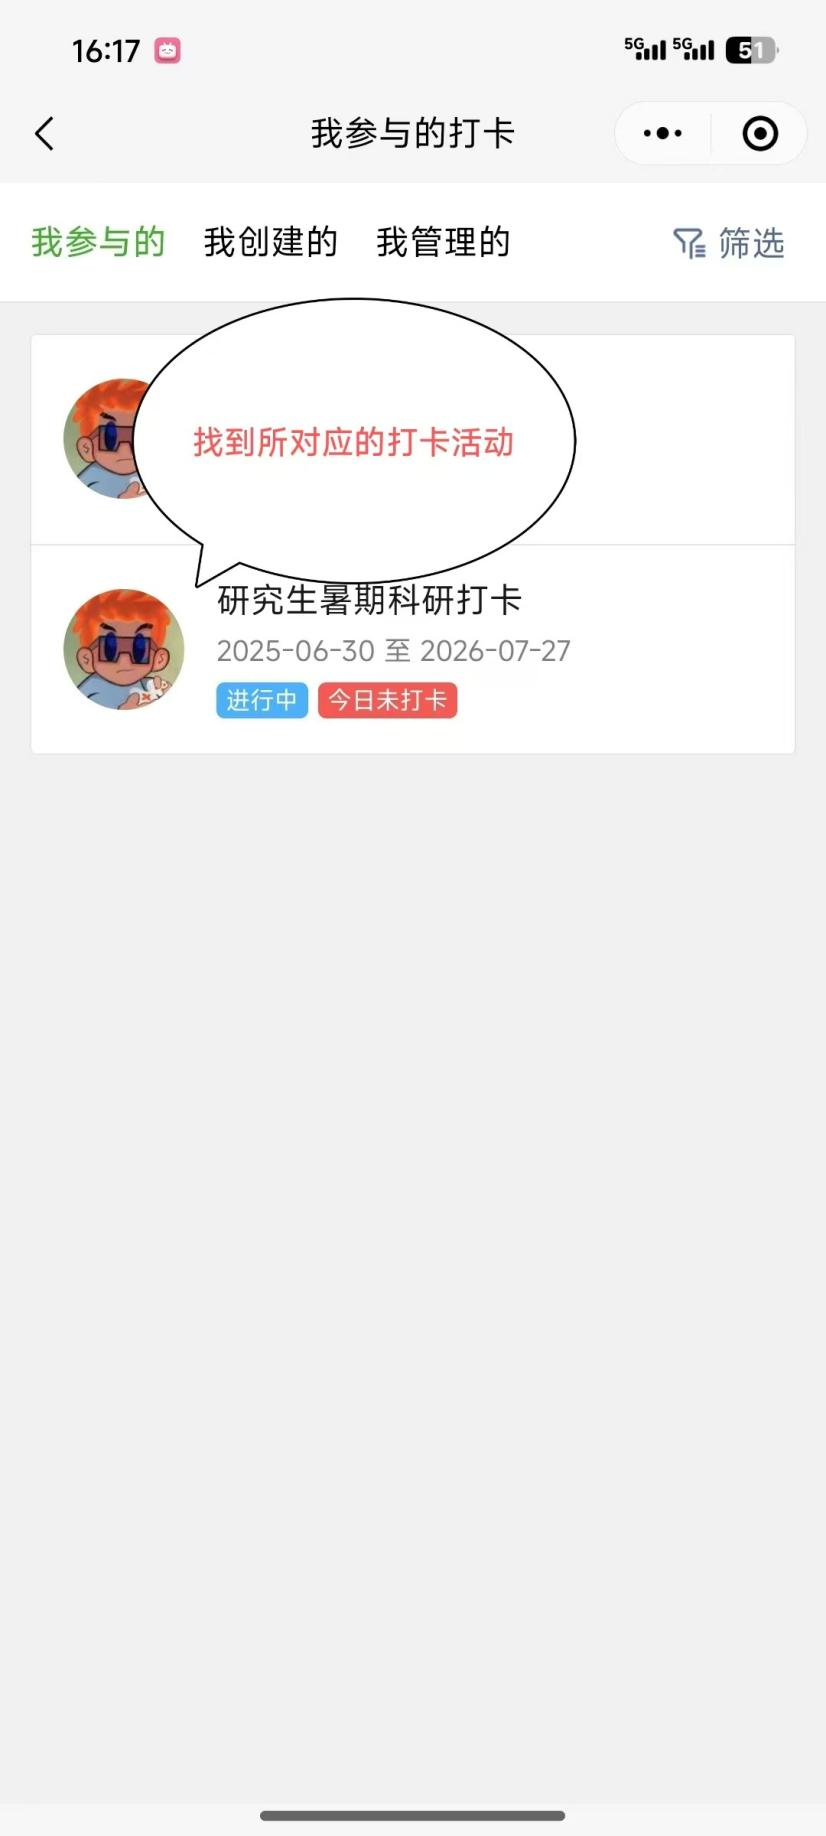 16:17
5G 5G 51
我参与的打卡
我参与的 我创建的 我管理的 筛选
找到所对应的打卡活动
研究生暑期科研打卡
2025-06-30 至 2026-07-27
进行中 今日未打卡